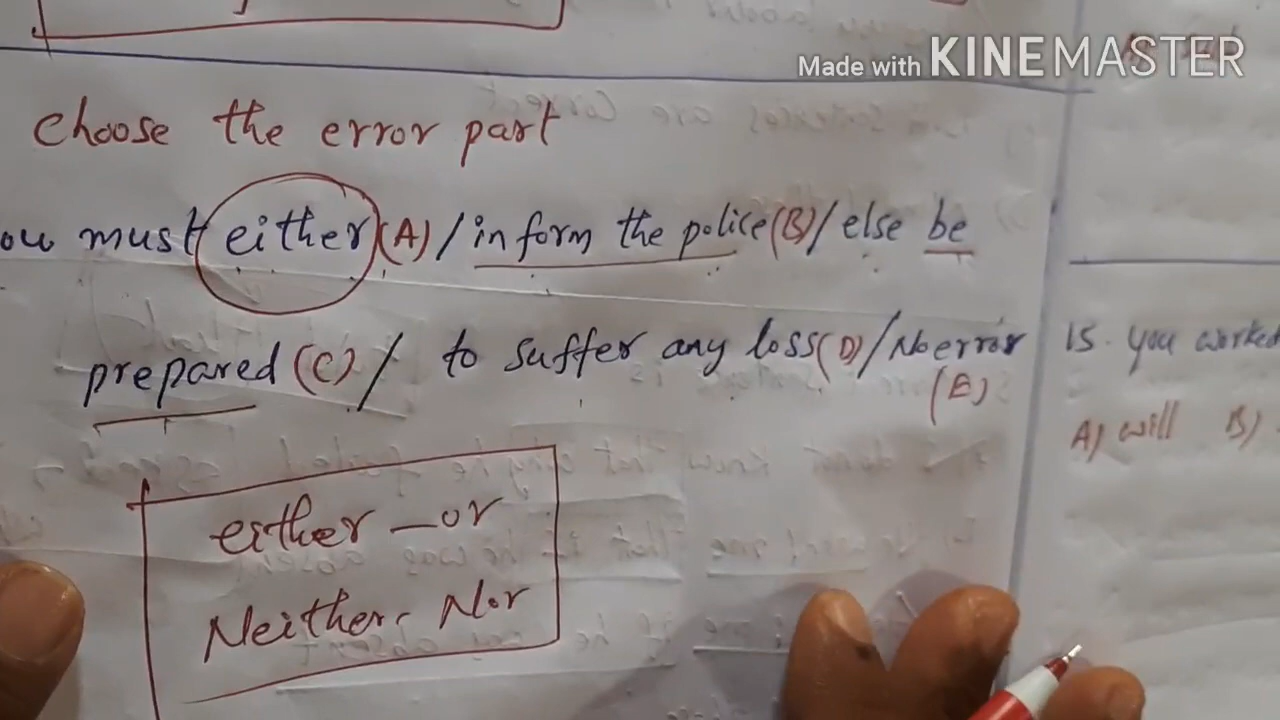 Made with KINEMASTER
choose the error part
ou must either (A) / inform the police (B) / else be
prepared (C) / to suffer any loss (D) / No error
(E)
either - or
Neither - Nor
15. you worked
A) will B)